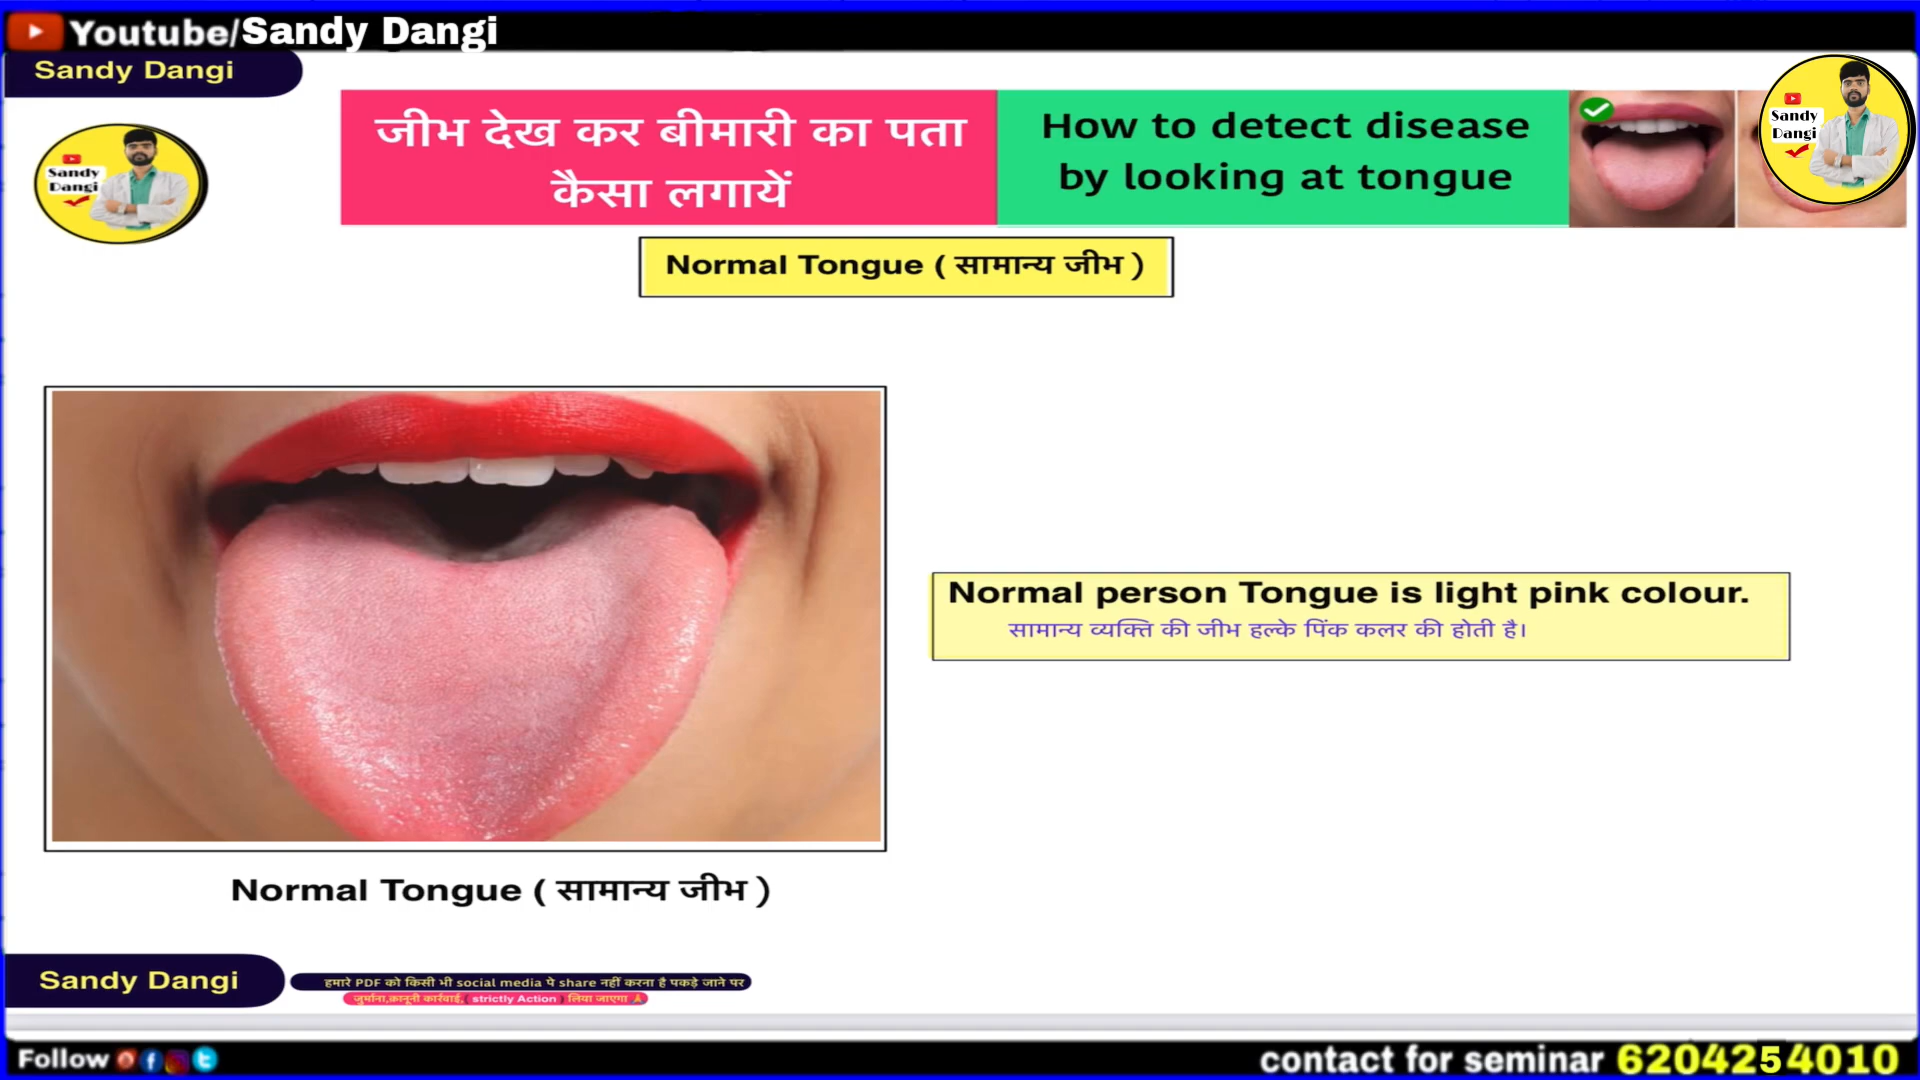 Youtube/Sandy Dangi
Sandy Dangi
Sandy
Dangi
जीभ देख कर बीमारी का पता
कैसा लगायें
How to detect disease
by looking at tongue
Sandy
Dangi
Normal Tongue ( सामान्य जीभ )
Normal person Tongue is light pink colour.
सामान्य व्यक्ति की जीभ हल्के पिंक कलर की होती है।
Normal Tongue ( सामान्य जीभ )
Sandy Dangi
हमारे PDF को किसी भी social media पे share नहीं करना है पकड़े जाने पर
जुर्माना,क़ानूनी कार्रवाई,( strictly Action ) लिया जाएगा 🙏
Follow
contact for seminar 6204254010